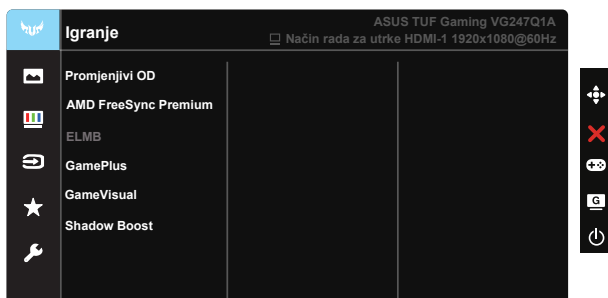 ASUS TUF Gaming VG247Q1A
Igranje
Način rada za utrke HDMI-1 1920x1080@60Hz
Promjenjivi OD
AMD FreeSync Premium
ELMB
GamePlus
GameVisual
Shadow Boost
G